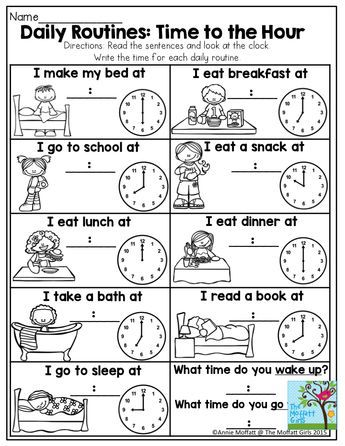 Name
Daily Routines: Time to the Hour
Directions: Read the sentences and look at the clock.
Write the time for each daily routine.
I make my bed at
:
I eat breakfast at
:
I go to school at
:
I eat a snack at
:
I eat lunch at
:
I eat dinner at
:
I take a bath at
:
I read a book at
:
I go to sleep at
:
What time do you wake up?
:
What time do you go
The
Moffatt
Girls
©Annie Moffatt @ The Moffatt Girls 2015